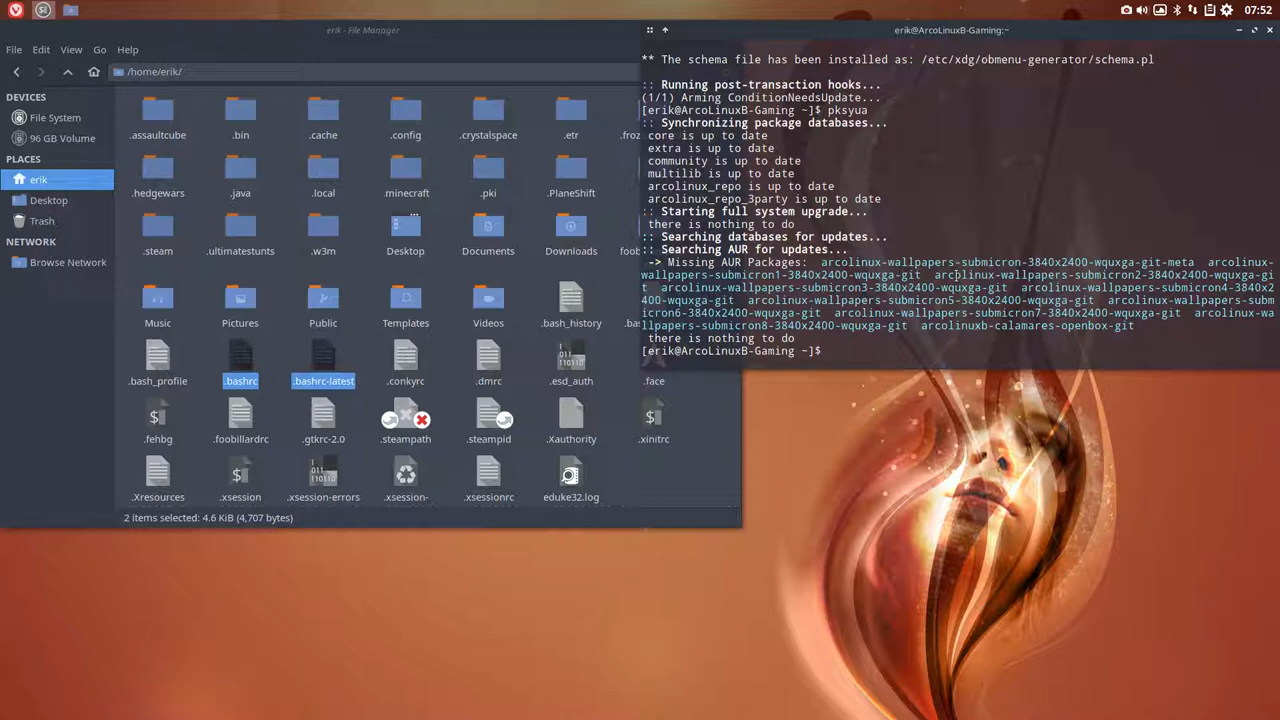 07:52
erik - File Manager
File Edit View Go Help
/home/erik/
DEVICES
File System
96 GB Volume
PLACES
erik
Desktop
Trash
NETWORK
Browse Network
.assaultcube .bin .cache .config .crystalspace .etr .froz
.hedgewars .java .local .minecraft .pki .PlaneShift
.steam .ultimatestunts .w3m Desktop Documents Downloads foob
Music Pictures Public Templates Videos .bash_history .bas
.bash_profile .bashrc .bashrc-latest .conkyrc .dmrc .esd_auth .face
.fehbg .foobillardrc .gtkrc-2.0 .steampath .steampid .Xauthority .xinitrc
.Xresources .xsession .xsession-errors .xsession- .xsessionrc eduke32.log
2 items selected: 4.6 KiB (4,707 bytes)
erik@ArcoLinuxB-Gaming:~
** The schema file has been installed as: /etc/xdg/obmenu-generator/schema.pl
:: Running post-transaction hooks...
(1/1) Arming ConditionNeedsUpdate...
[erik@ArcoLinuxB-Gaming ~]$ pksyua
:: Synchronizing package databases...
core is up to date
extra is up to date
community is up to date
multilib is up to date
arcolinux_repo is up to date
arcolinux_repo_3party is up to date
:: Starting full system upgrade...
there is nothing to do
:: Searching databases for updates...
:: Searching AUR for updates...
-> Missing AUR Packages: arcolinux-wallpapers-submicron-3840x2400-wquxga-git-meta arcolinux-
wallpapers-submicron1-3840x2400-wquxga-git arcolinux-wallpapers-submicron2-3840x2400-wquxga-gi
t arcolinux-wallpapers-submicron3-3840x2400-wquxga-git arcolinux-wallpapers-submicron4-3840x2
400-wquxga-git arcolinux-wallpapers-submicron5-3840x2400-wquxga-git arcolinux-wallpapers-subm
icron6-3840x2400-wquxga-git arcolinux-wallpapers-submicron7-3840x2400-wquxga-git arcolinux-wa
llpapers-submicron8-3840x2400-wquxga-git arcolinuxb-calamares-openbox-git
there is nothing to do
[erik@ArcoLinuxB-Gaming ~]$